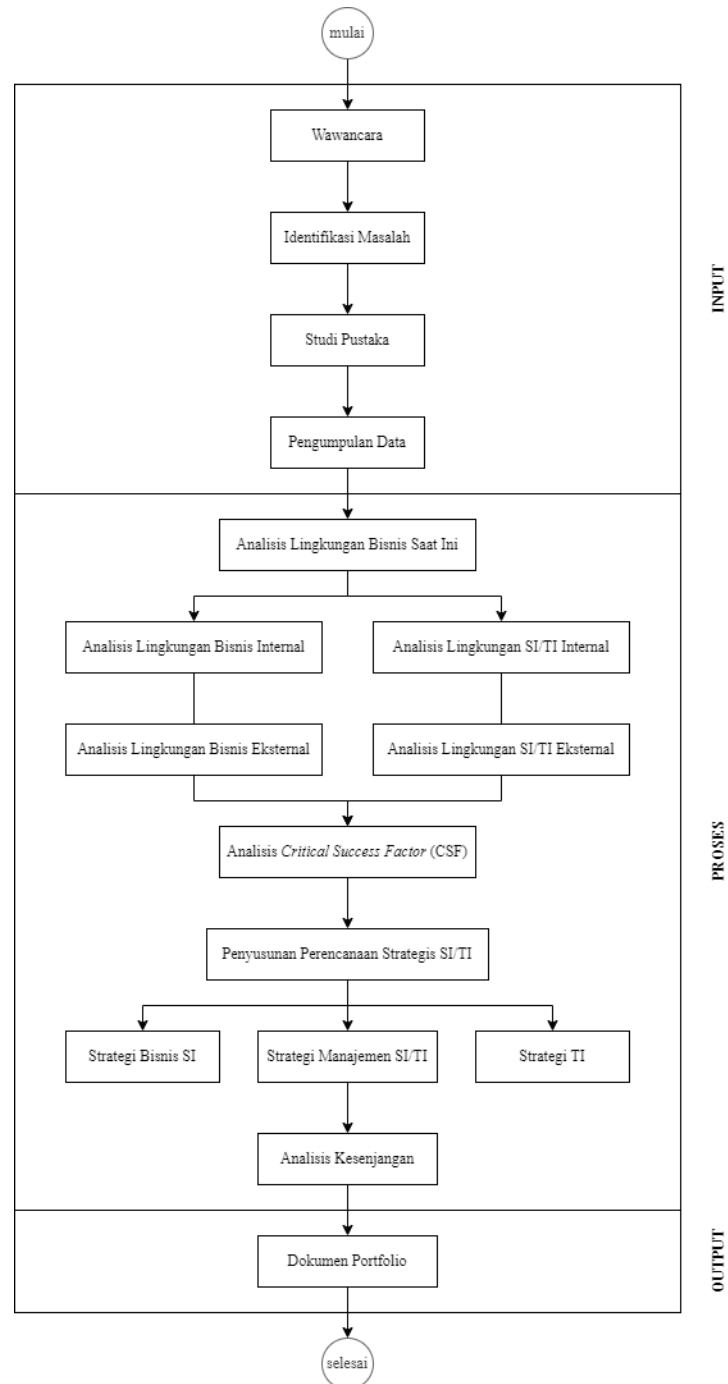 mulai
Wawancara
Identifikasi Masalah
INPUT
Studi Pustaka
Pengumpulan Data
Analisis Lingkungan Bisnis Saat Ini
Analisis Lingkungan Bisnis Internal
Analisis Lingkungan SI/TI Internal
Analisis Lingkungan Bisnis Eksternal
Analisis Lingkungan SI/TI Eksternal
Analisis Critical Success Factor (CSF)
PROSES
Penyusunan Perencanaan Strategis SI/TI
Strategi Bisnis SI
Strategi Manajemen SI/TI
Strategi TI
Analisis Kesenjangan
Dokumen Portfolio
OUTPUT
selesai